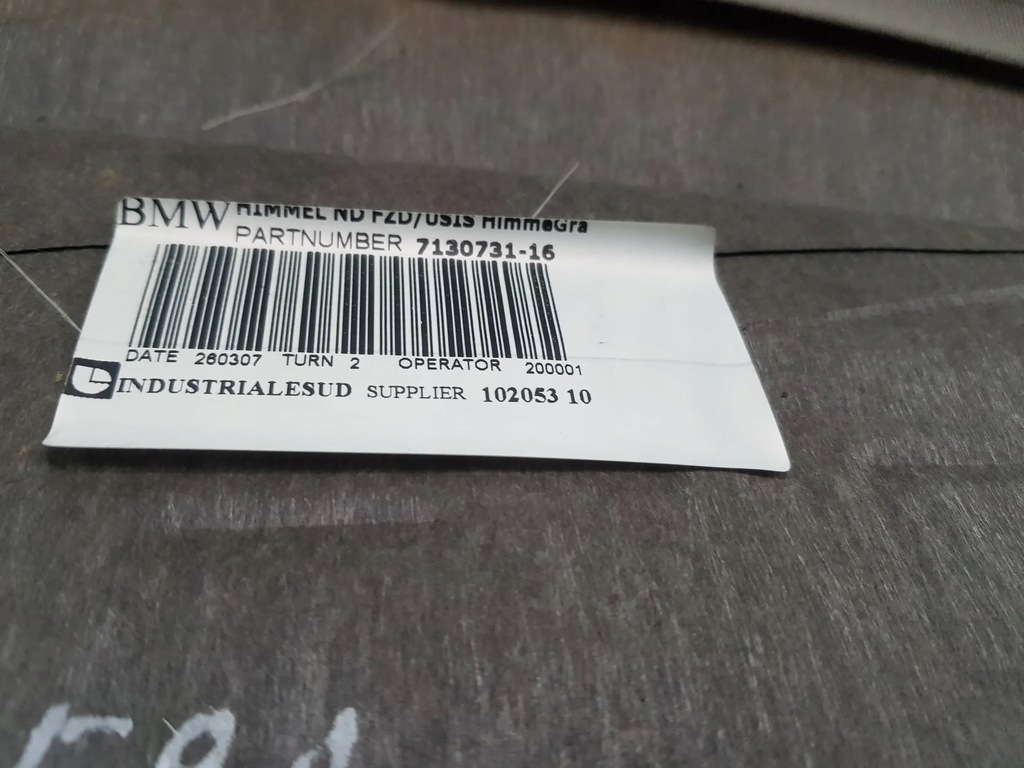 BMW HIMMEL ND FZD/USIS HimmeGra
PARTNUMBER 7130731-16
DATE 260307 TURN 2 OPERATOR 200001
INDUSTRIALESUD SUPPLIER 102053 10